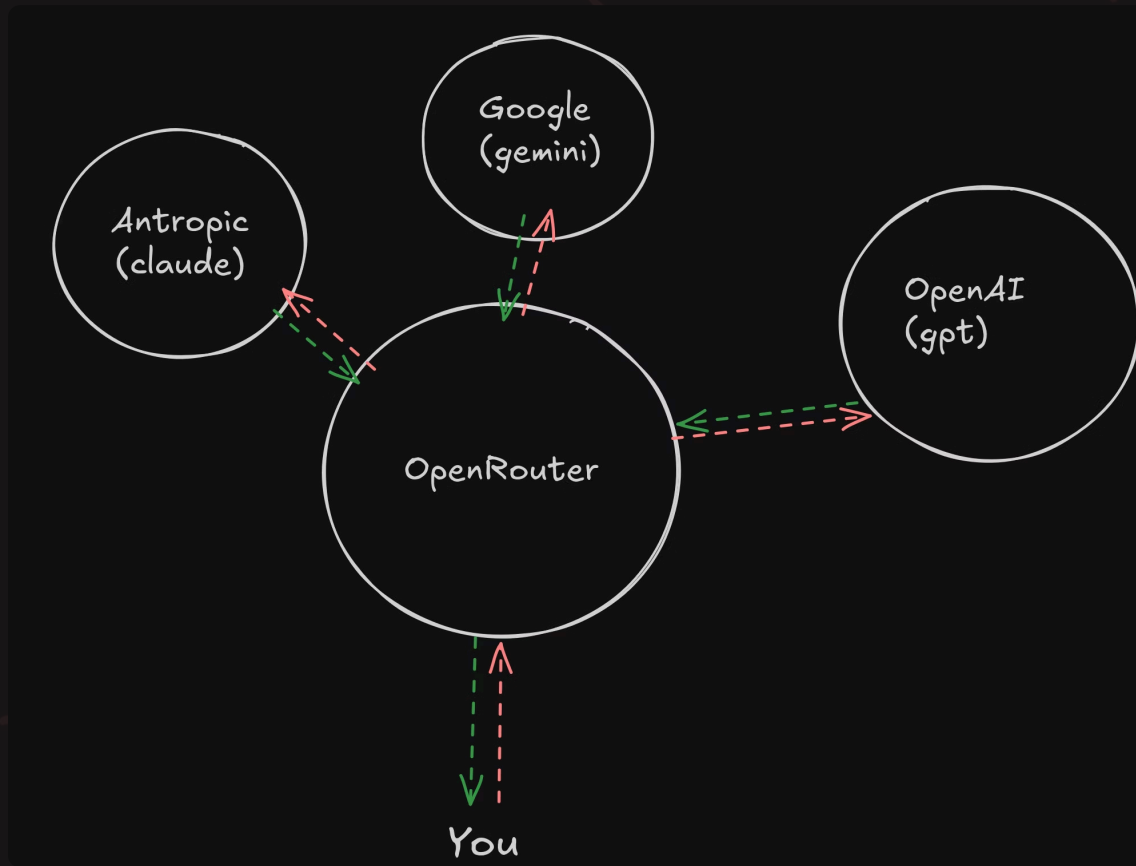 Google
(gemini)
Antropic
(claude)
OpenAI
(gpt)
OpenRouter
You